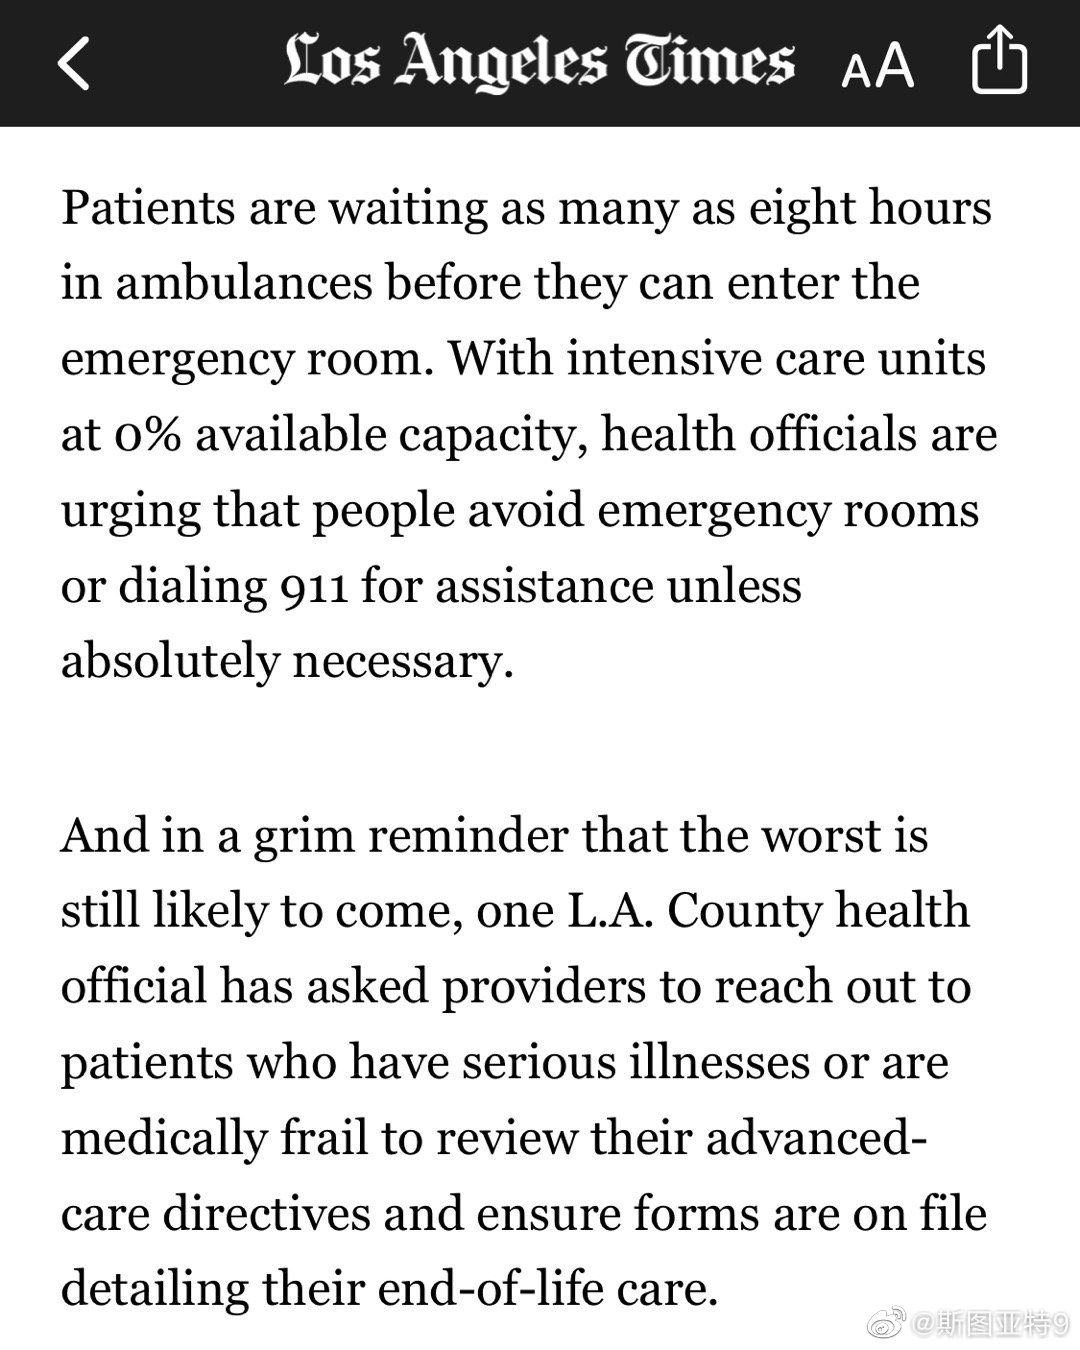 Los Angeles Times AA
Patients are waiting as many as eight hours
in ambulances before they can enter the
emergency room. With intensive care units
at 0% available capacity, health officials are
urging that people avoid emergency rooms
or dialing 911 for assistance unless
absolutely necessary.
And in a grim reminder that the worst is
still likely to come, one L.A. County health
official has asked providers to reach out to
patients who have serious illnesses or are
medically frail to review their advanced-
care directives and ensure forms are on file
detailing their end-of-life care.
@斯图亚特9